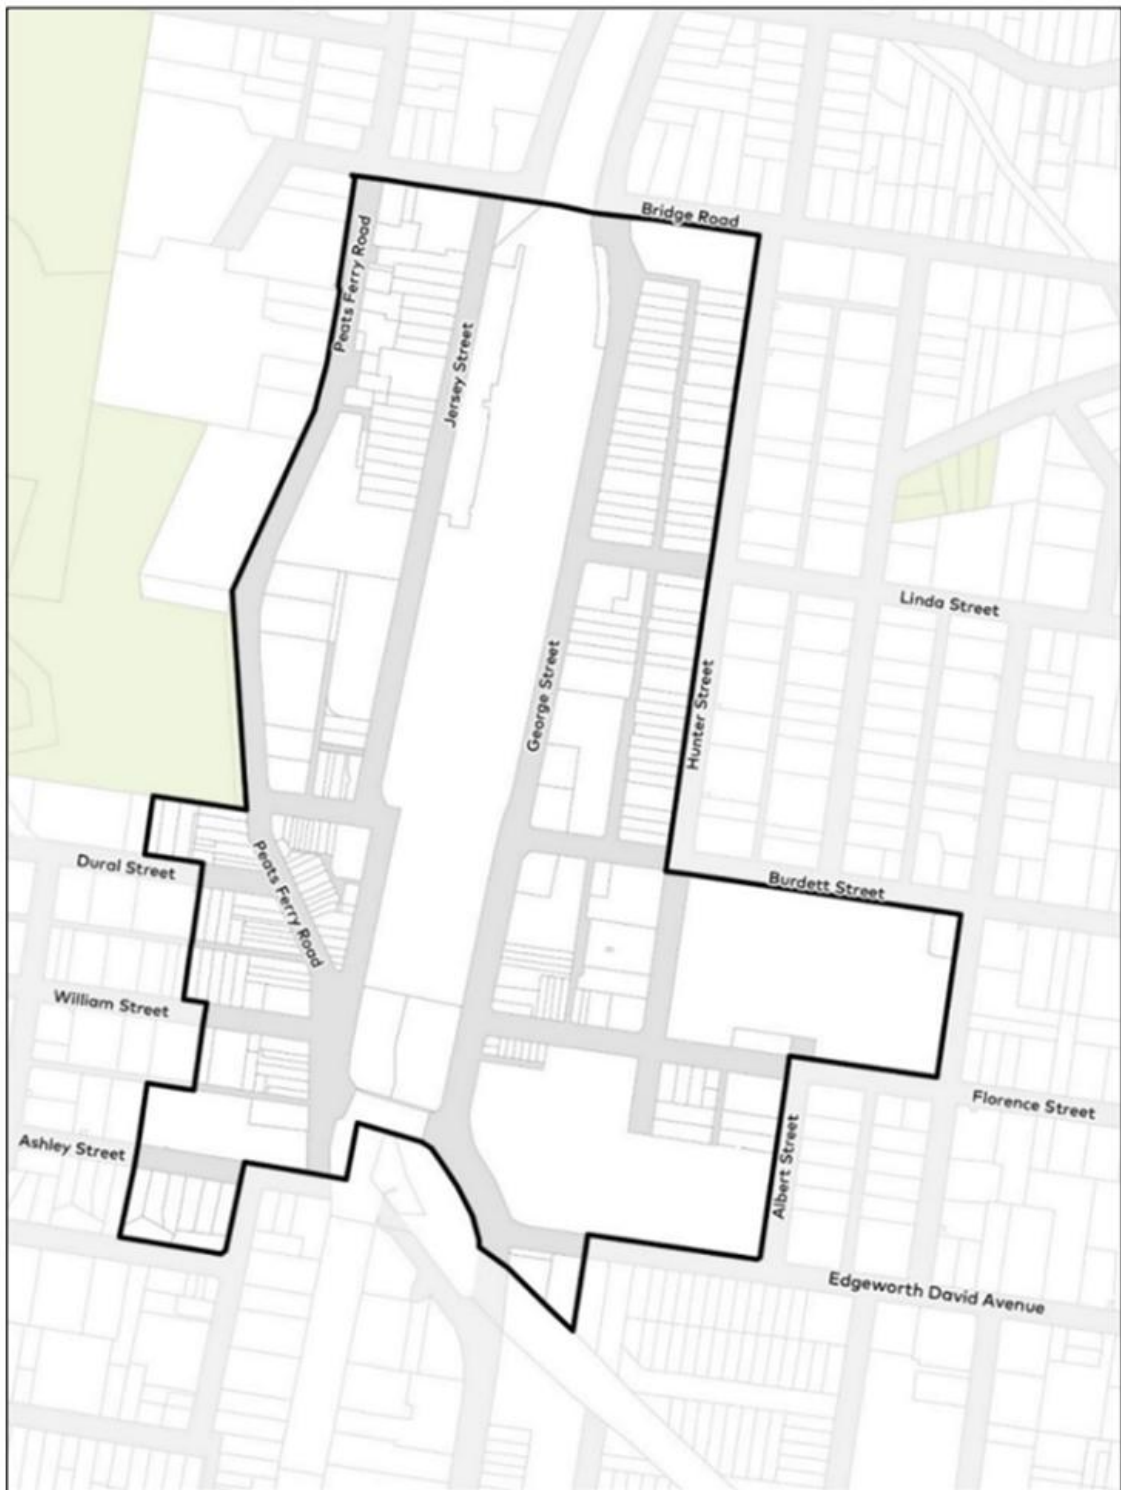 Bridge Road
Peats Ferry Road
Jersey Street
Linda Street
George Street
Hunter Street
Dural Street
Peats Ferry Road
Burdett Street
William Street
Florence Street
Ashley Street
Albert Street
Edgeworth David Avenue